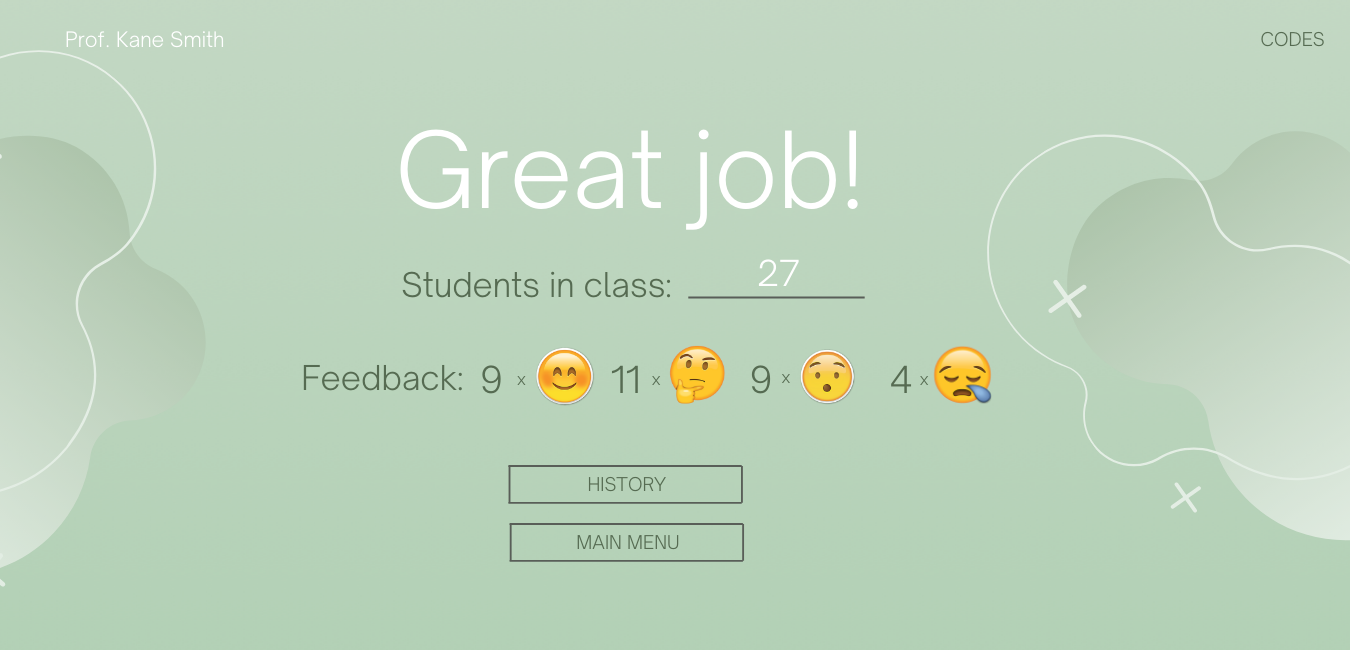 Prof. Kane Smith
CODES
Great job!
Students in class: 27
Feedback: 9 x 😊 11 x 🤔 9 x 😯 4 x 😪
HISTORY
MAIN MENU